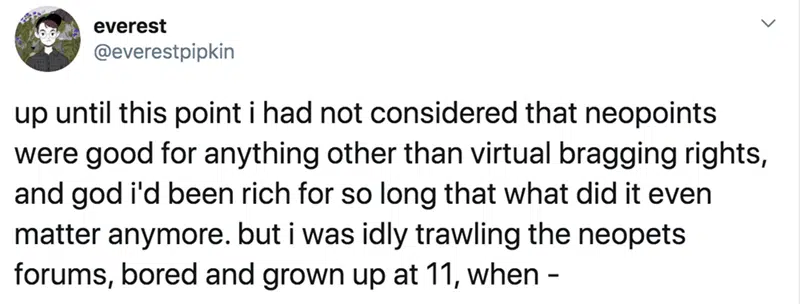 everest
@everestpipkin
up until this point i had not considered that neopoints
were good for anything other than virtual bragging rights,
and god i'd been rich for so long that what did it even
matter anymore. but i was idly trawling the neopets
forums, bored and grown up at 11, when -